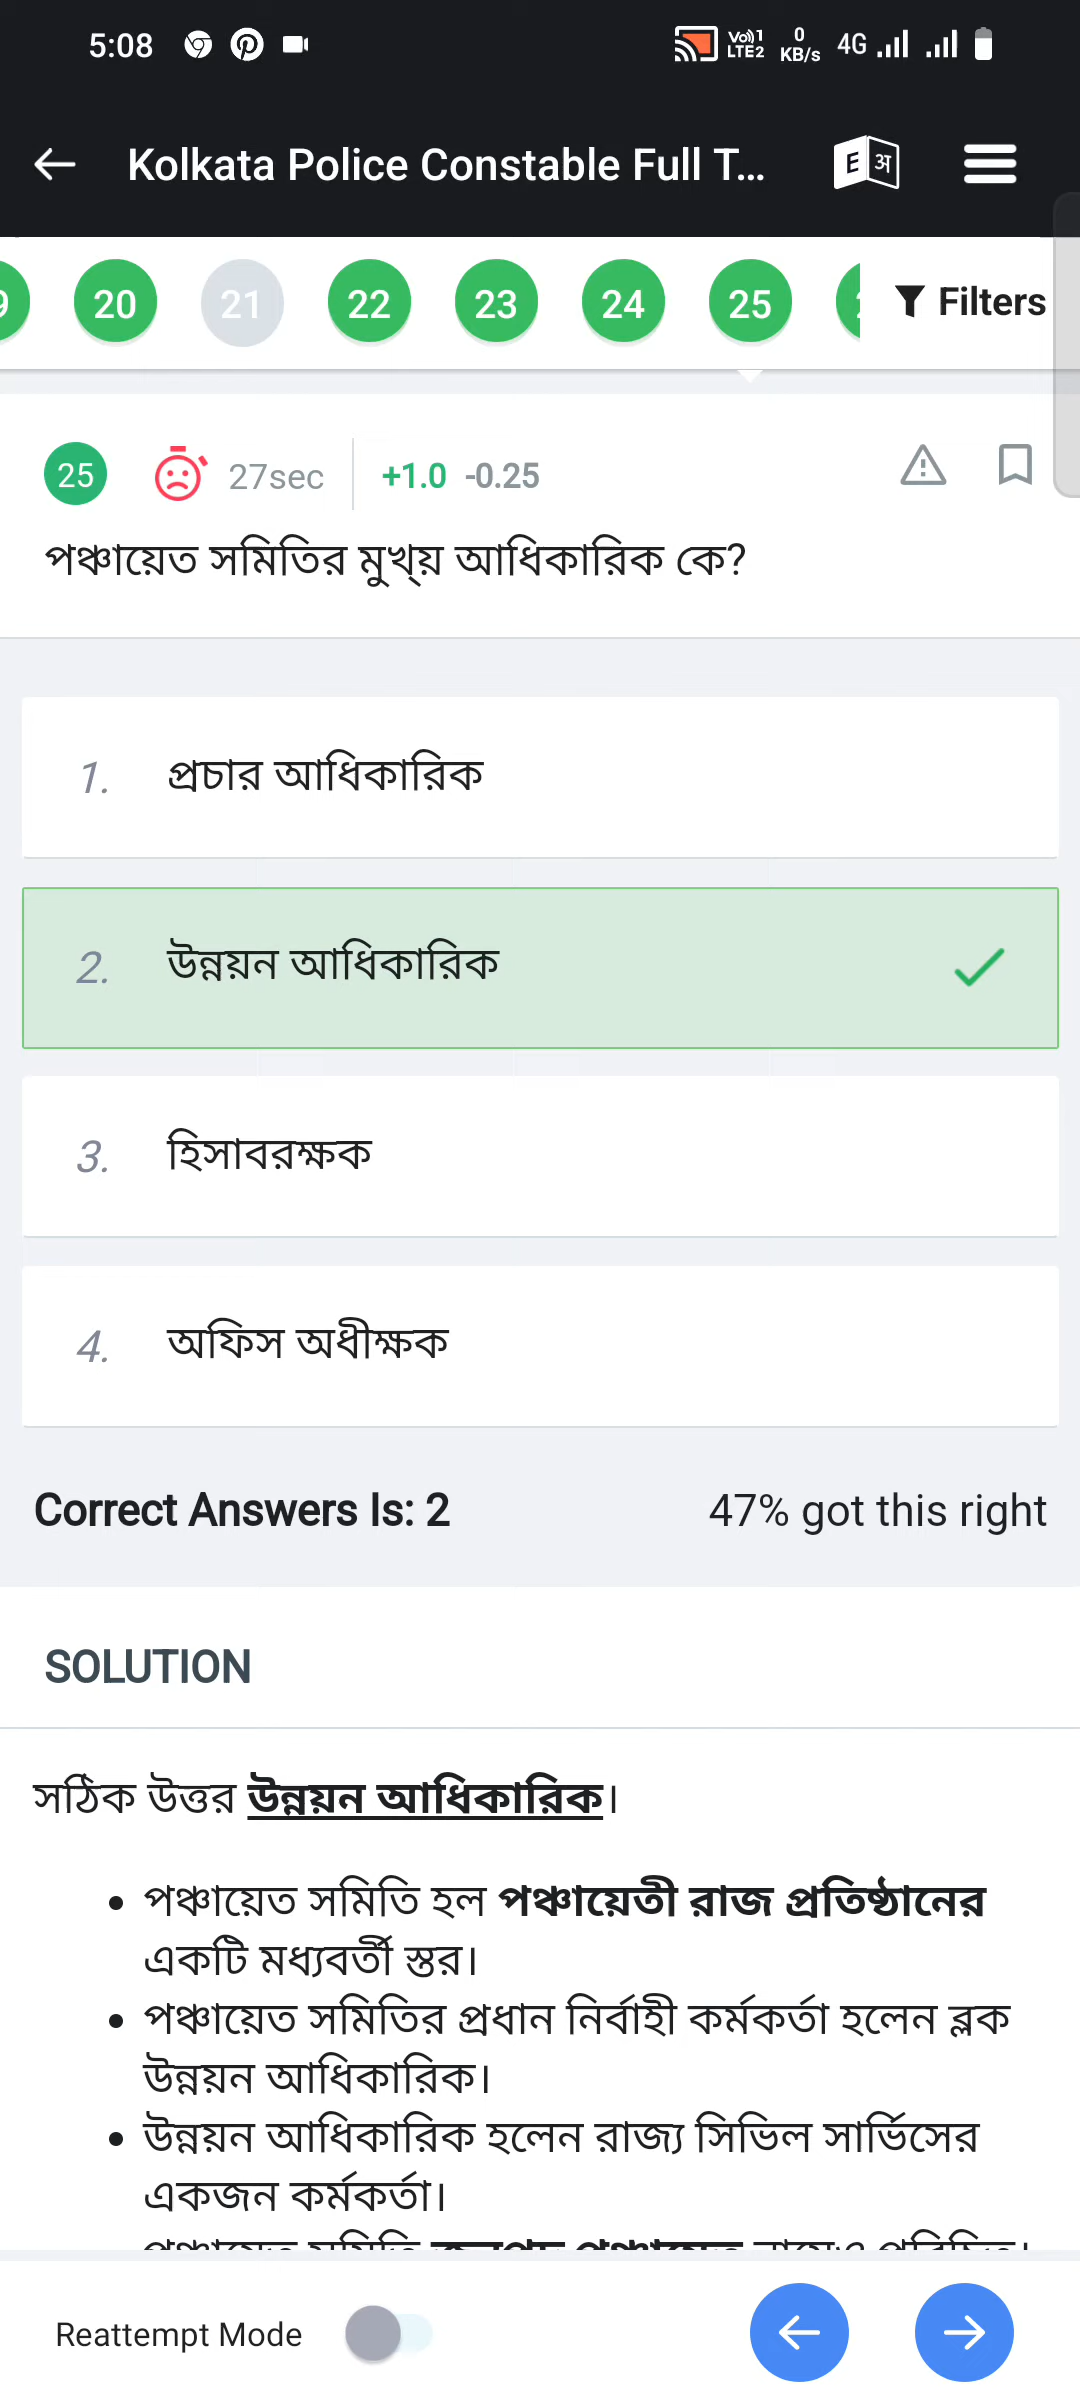 5:08
Vo))1 LTE2
0 KB/s
4G
Kolkata Police Constable Full T...
E अ
20 21 22 23 24 25
Filters
25 27sec +1.0 -0.25
পঞ্চায়েত সমিতির মুখ্য় আধিকারিক কে?
1. প্রচার আধিকারিক
2. উন্নয়ন আধিকারিক
3. হিসাবরক্ষক
4. অফিস অধীক্ষক
Correct Answers Is: 2 47% got this right
SOLUTION
সঠিক উত্তর উন্নয়ন আধিকারিক।
• পঞ্চায়েত সমিতি হল পঞ্চায়েতী রাজ প্রতিষ্ঠানের
একটি মধ্যবর্তী স্তর।
• পঞ্চায়েত সমিতির প্রধান নির্বাহী কর্মকর্তা হলেন ব্লক
উন্নয়ন আধিকারিক।
• উন্নয়ন আধিকারিক হলেন রাজ্য সিভিল সার্ভিসের
একজন কর্মকর্তা।
Reattempt Mode